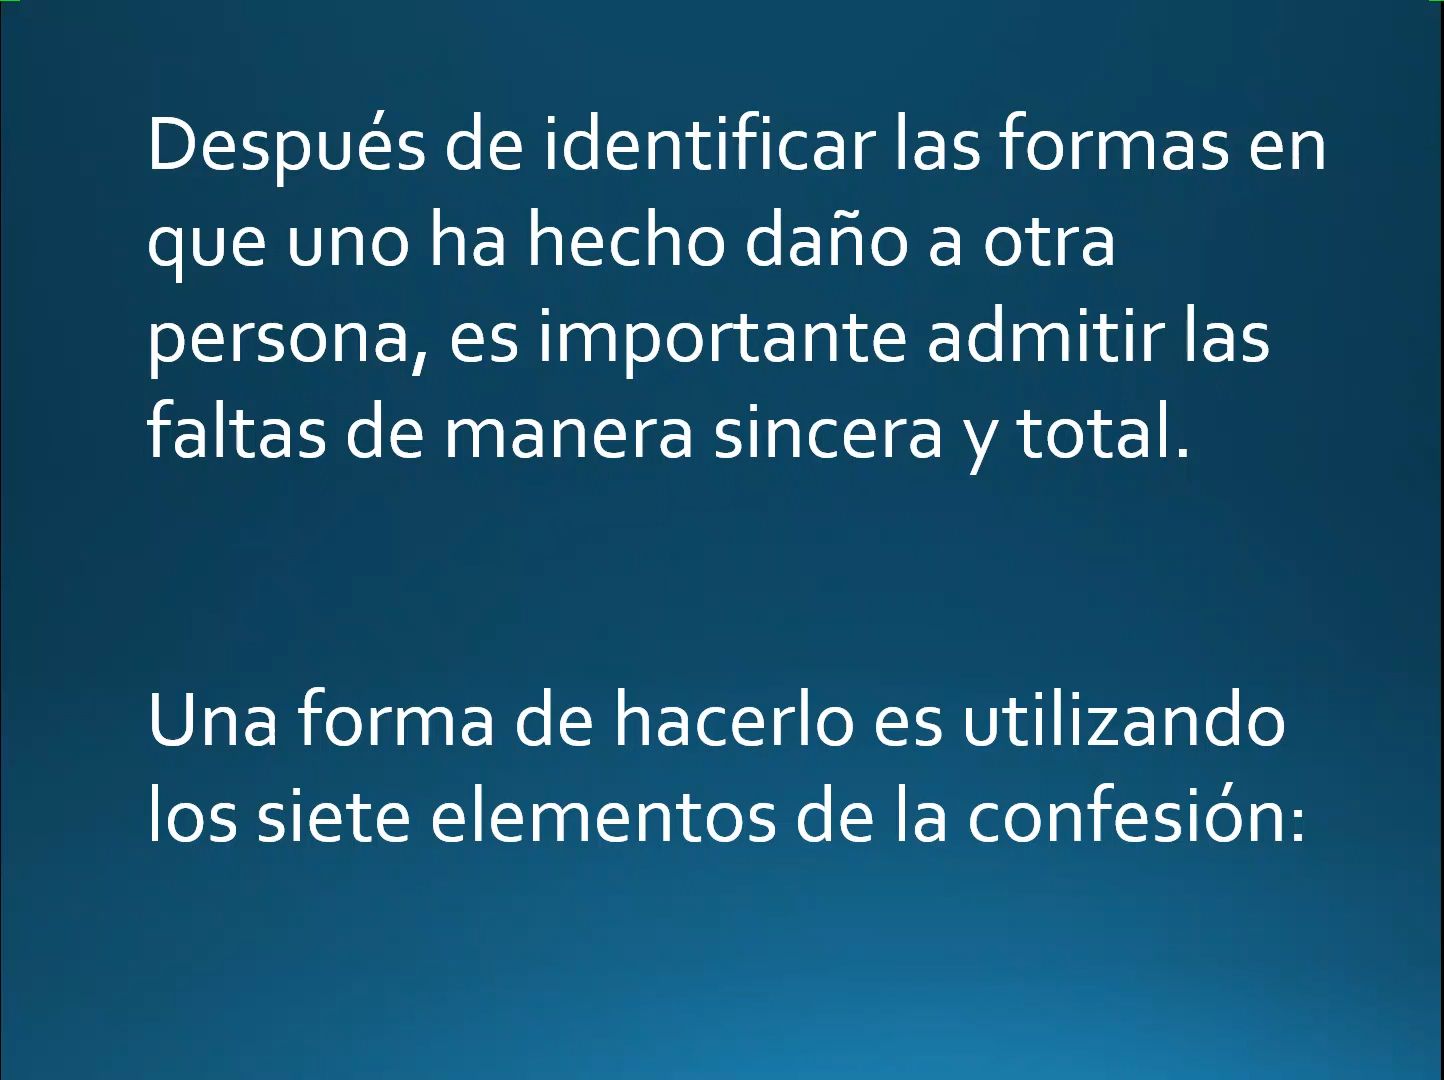 Después de identificar las formas en
que uno ha hecho daño a otra
persona, es importante admitir las
faltas de manera sincera y total.
Una forma de hacerlo es utilizando
los siete elementos de la confesión: